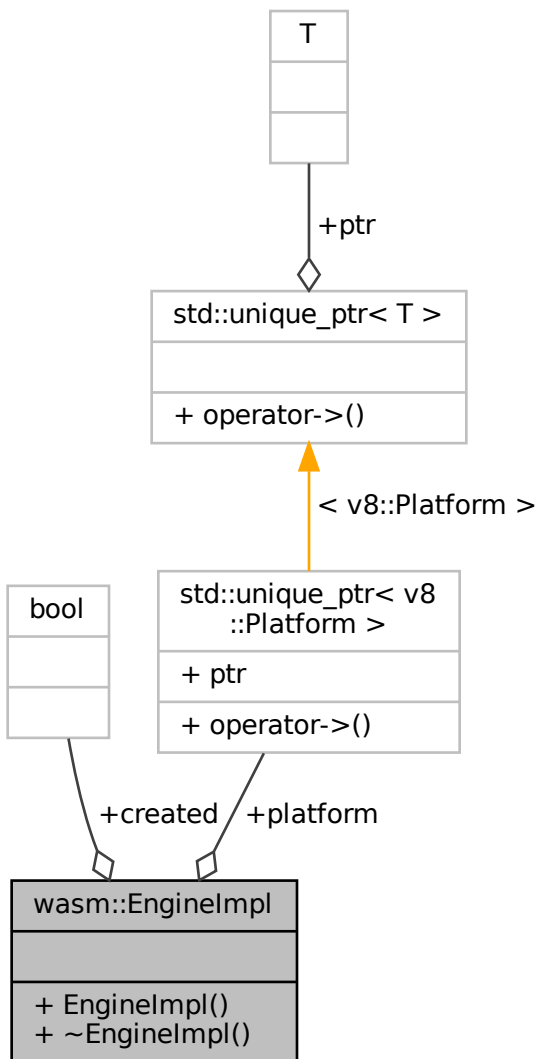 T
+ptr
std::unique_ptr< T >
+ operator->()
< v8::Platform >
bool
std::unique_ptr< v8
::Platform >
+ ptr
+ operator->()
+created
+platform
wasm::EngineImpl
+ EngineImpl()
+ ~EngineImpl()